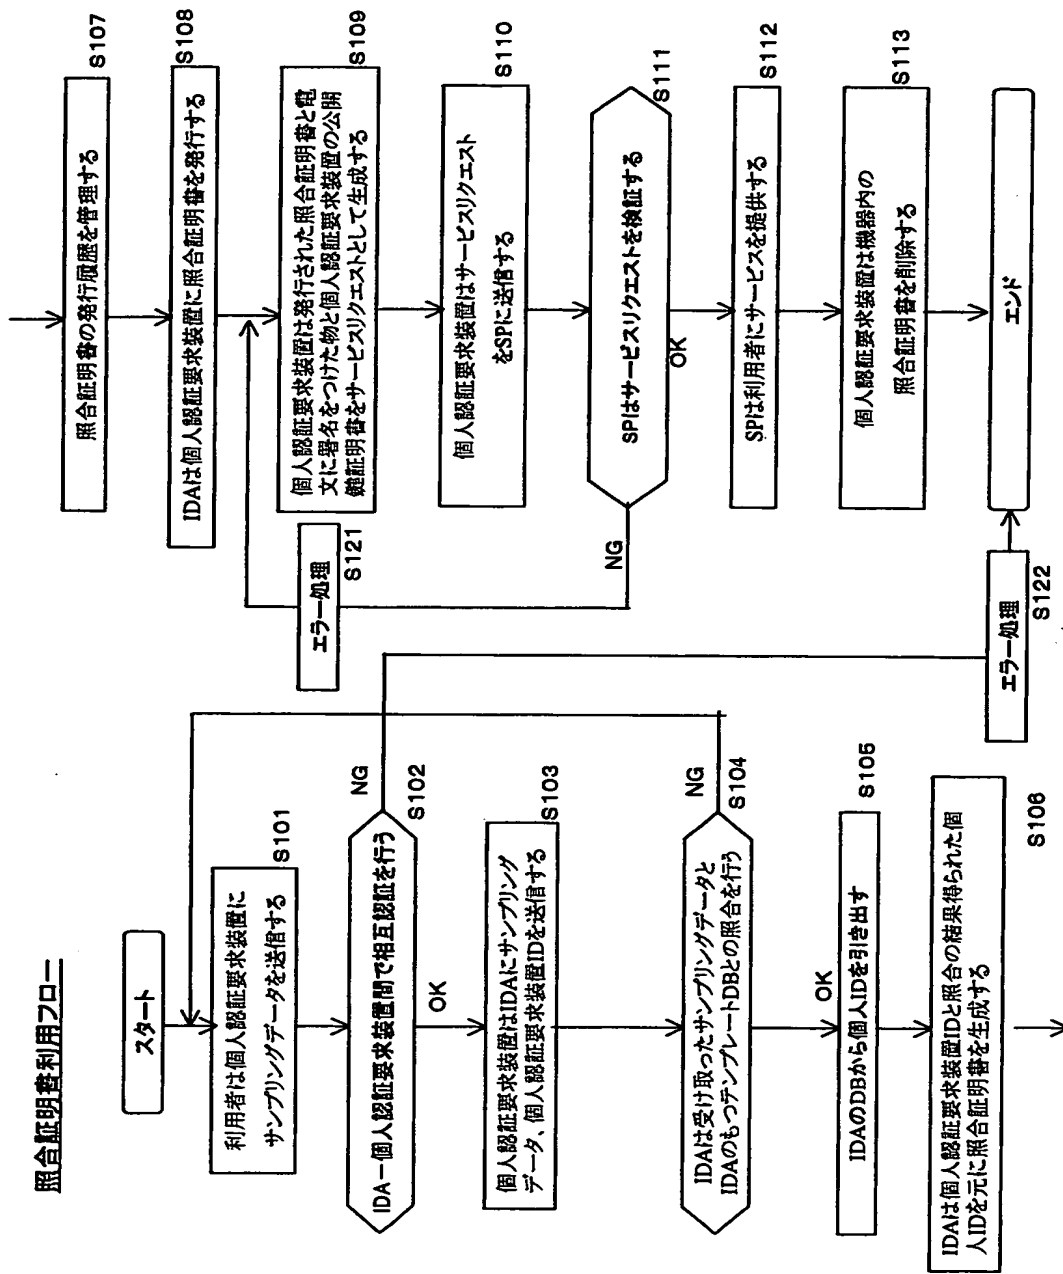 照合証明書利用フロー
スタート
利用者は個人認証要求装置に
サンプリングデータを送信する
S101
IDA－個人認証要求装置間で相互認証を行う
NG
S102
OK
個人認証要求装置はIDAにサンプリング
データ、個人認証要求装置IDを送信する
S103
IDAは受け取ったサンプリングデータと
IDAのもつテンプレートDBとの照合を行う
NG
S104
OK
IDAのDBから個人IDを引き出す
S105
IDAは個人認証要求装置IDと照合の結果得られた個
人IDを元に照合証明書を生成する
S106
照合証明書の発行履歴を管理する
S107
IDAは個人認証要求装置に照合証明書を発行する
S108
個人認証要求装置は発行された照合証明書と電
文に署名をつけた物と個人認証要求装置の公開
鍵証明書をサービスリクエストとして生成する
S109
エラー処理
S121
個人認証要求装置はサービスリクエスト
をSPに送信する
S110
SPはサービスリクエストを検証する
S111
NG
OK
SPは利用者にサービスを提供する
S112
個人認証要求装置は機器内の
照合証明書を削除する
S113
エラー処理
S122
エンド